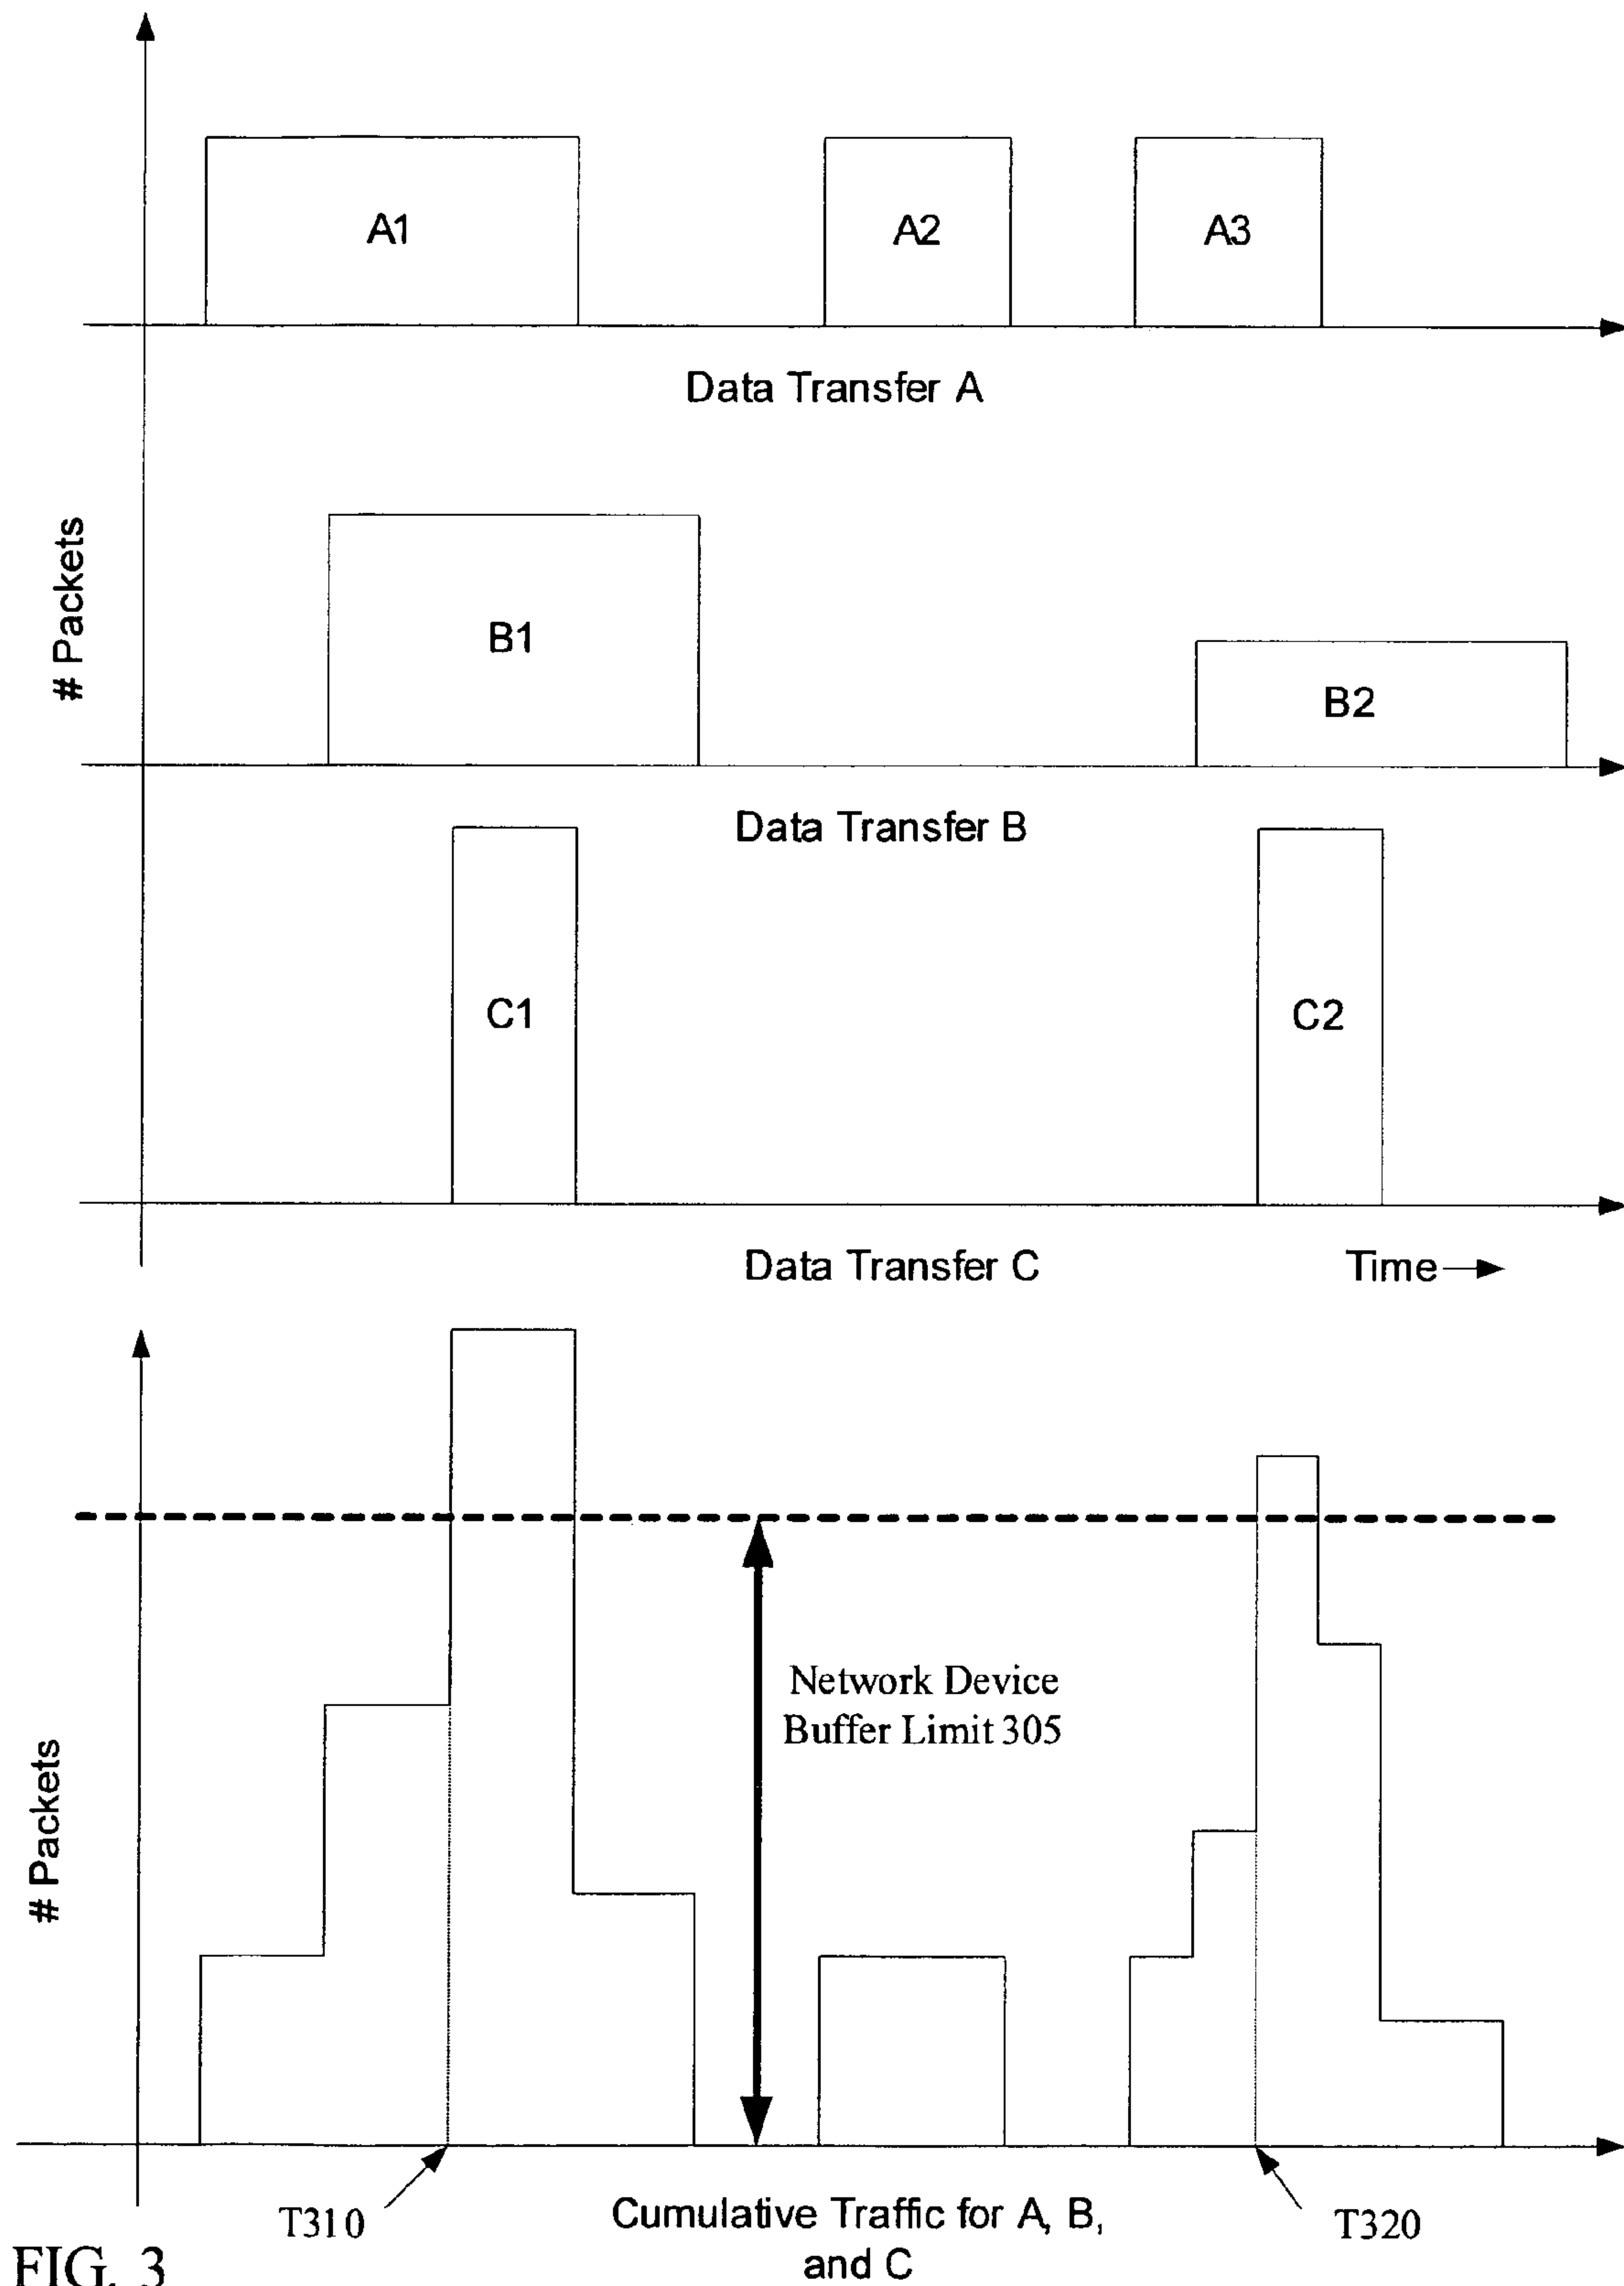 A1
A2
A3
Data Transfer A
# Packets
B1
B2
Data Transfer B
C1
C2
Data Transfer C
Time
Network Device
Buffer Limit 305
# Packets
T310
Cumulative Traffic for A, B,
and C
T320
FIG. 3